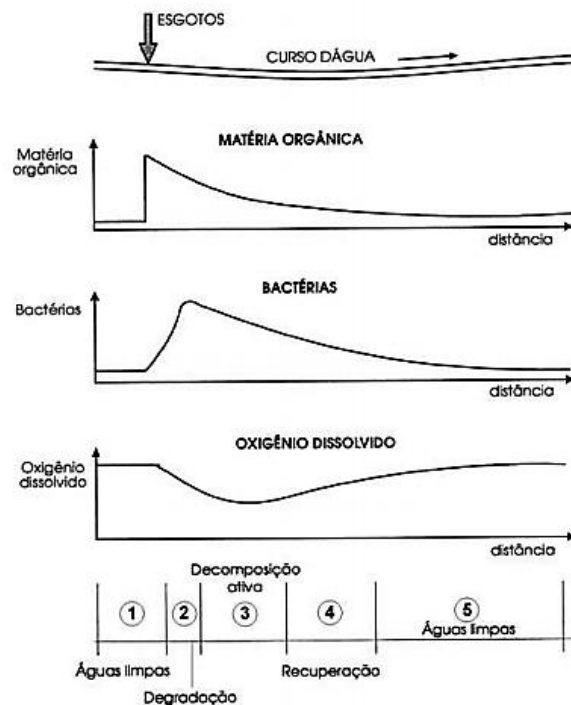 ESGOTOS
CURSO DÁGUA
MATÉRIA ORGÂNICA
Matéria
orgânica
distância
BACTÉRIAS
Bactérias
distância
OXIGÊNIO DISSOLVIDO
Oxigênio
dissolvido
distância
Decomposição
ativa
1 2 3 4 5
Águas limpas
Águas limpas
Recuperação
Degradação